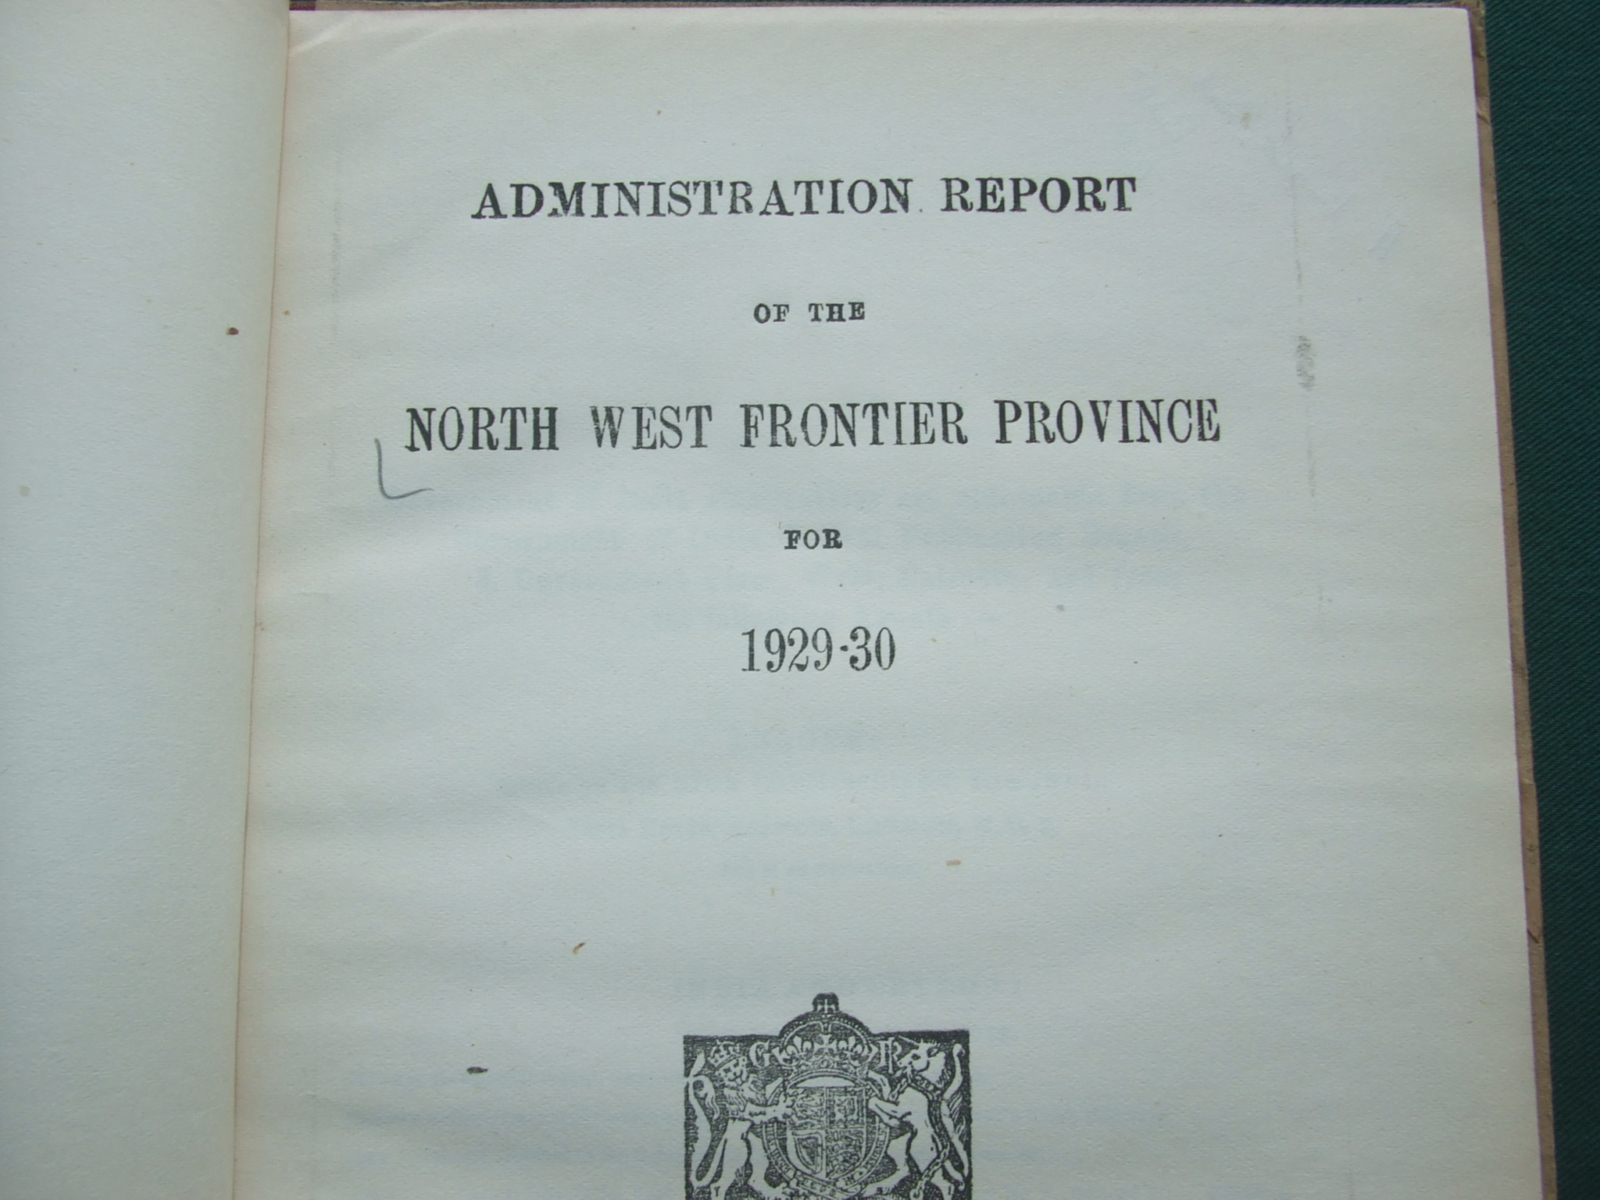 ADMINISTRATION REPORT
OF THE
NORTH WEST FRONTIER PROVINCE
FOR
1929-30
G R